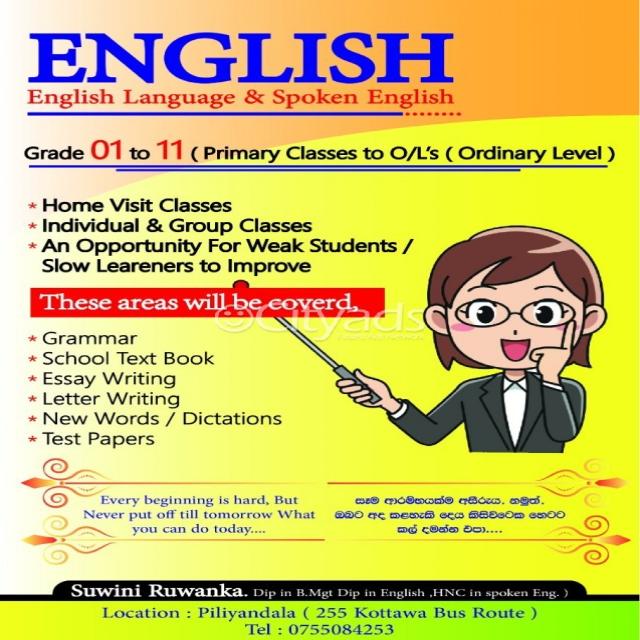 ENGLISH
English Language & Spoken English
Grade 01 to 11 ( Primary Classes to O/L's ( Ordinary Level )
* Home Visit Classes
* Individual & Group Classes
* An Opportunity For Weak Students /
Slow Leareners to Improve
These areas will be coverd,
Cityads
* Grammar
* School Text Book
* Essay Writing
* Letter Writing
* New Words / Dictations
* Test Papers
Every beginning is hard, But
Never put off till tomorrow What
you can do today....
සෑම ආරම්භයක්ම අසීරුය. නමුත්.
ඔබට අද කළහැකි දෙය කිසිවිටෙක හෙටට
කල් දමන්න එපා....
Suwini Ruwanka. Dip in B.Mgt Dip in English ,HNC in spoken Eng. )
Location : Piliyandala ( 255 Kottawa Bus Route )
Tel : 0755084253